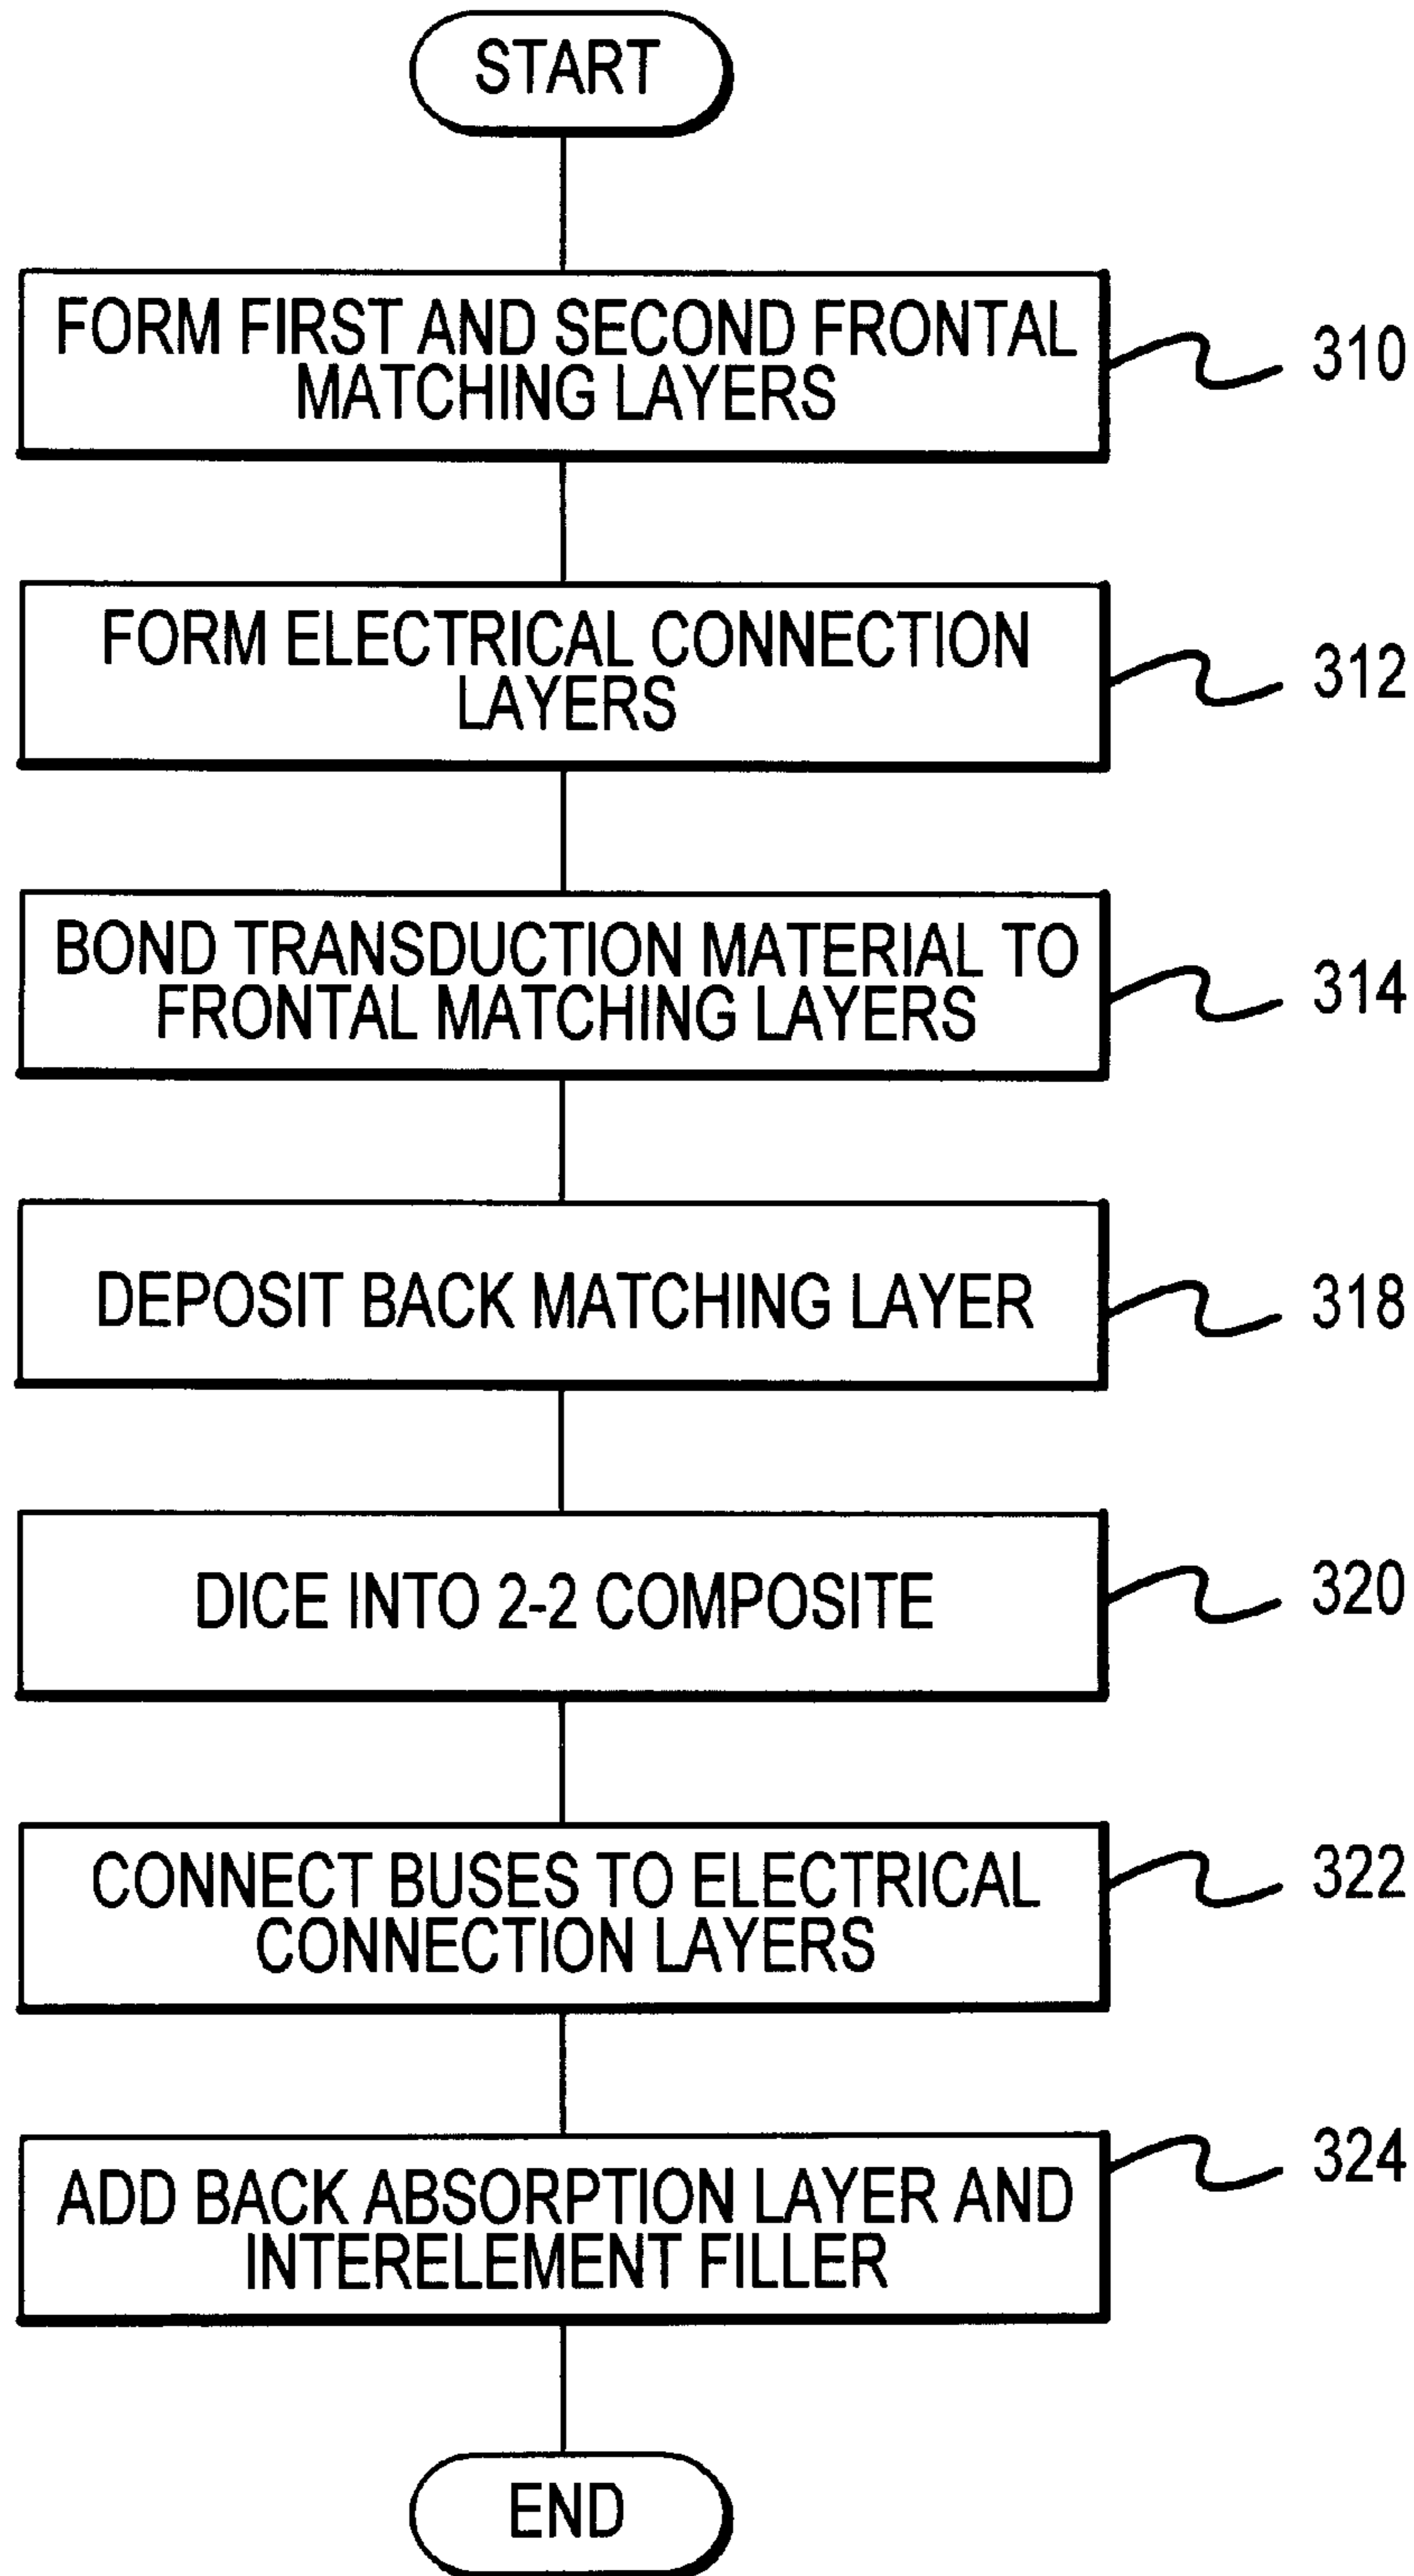 START
FORM FIRST AND SECOND FRONTAL
MATCHING LAYERS
310
FORM ELECTRICAL CONNECTION
LAYERS
312
BOND TRANSDUCTION MATERIAL TO
FRONTAL MATCHING LAYERS
314
DEPOSIT BACK MATCHING LAYER
318
DICE INTO 2-2 COMPOSITE
320
CONNECT BUSES TO ELECTRICAL
CONNECTION LAYERS
322
ADD BACK ABSORPTION LAYER AND
INTERELEMENT FILLER
324
END